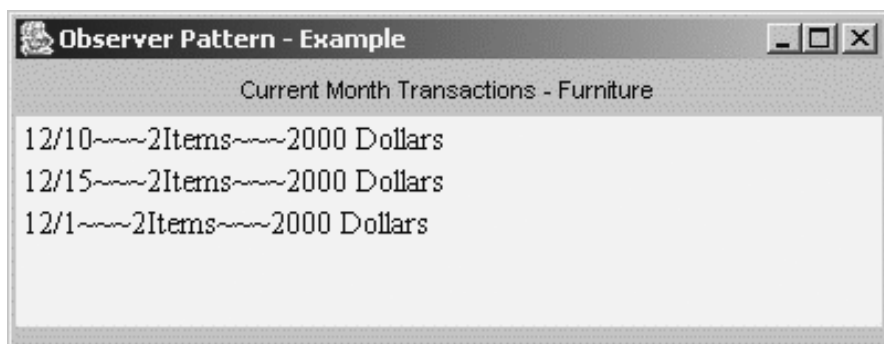 Observer Pattern - Example
Current Month Transactions - Furniture
12/10~~~2Items~~~2000 Dollars
12/15~~~2Items~~~2000 Dollars
12/1~~~2Items~~~2000 Dollars